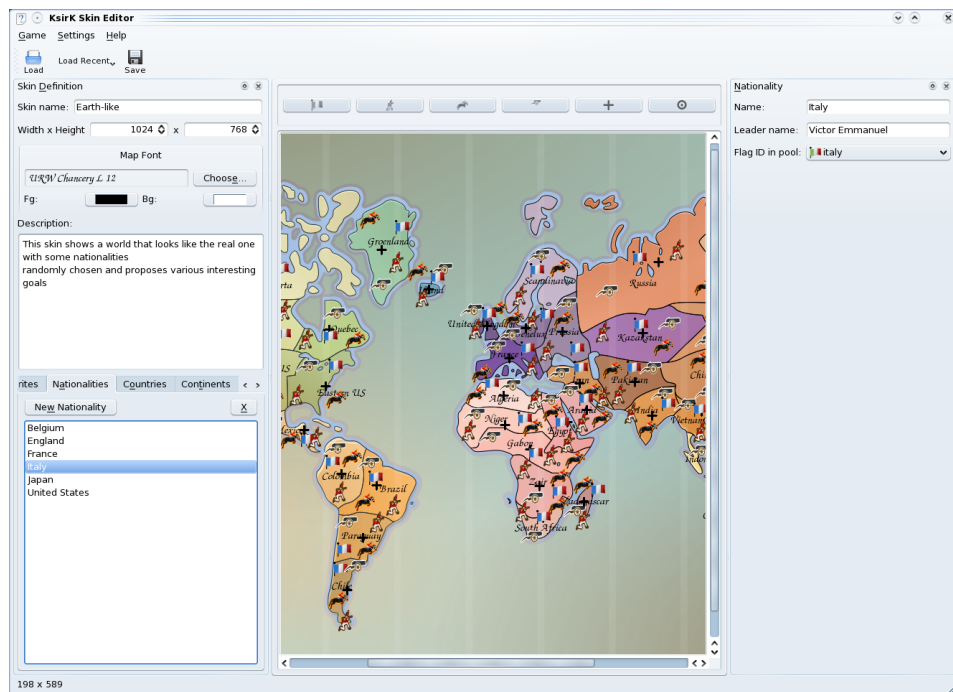 KsirK Skin Editor
Game Settings Help
Load
Load Recent
Save
Skin Definition
Skin name: Earth-like
Width x Height 1024 x 768
Map Font
URW Chancery L 12
Choose...
Fg: Bg:
Description:
This skin shows a world that looks like the real one
with some nationalities
randomly chosen and proposes various interesting
goals
rites Nationalities Countries Continents
New Nationality X
Belgium
England
France
Italy
Japan
United States
198 x 589
Groenland
Scandinavia
Russia
Quebec
Kazakstan
France
Eastern US
Algeria
Pakistan
India
Niger
Egypt
Vietnam
Gabon
Colombia
Brazil
Zair
South Africa
Paraguay
Chile
Nationality
Name: Italy
Leader name: Victor Emmanuel
Flag ID in pool: italy